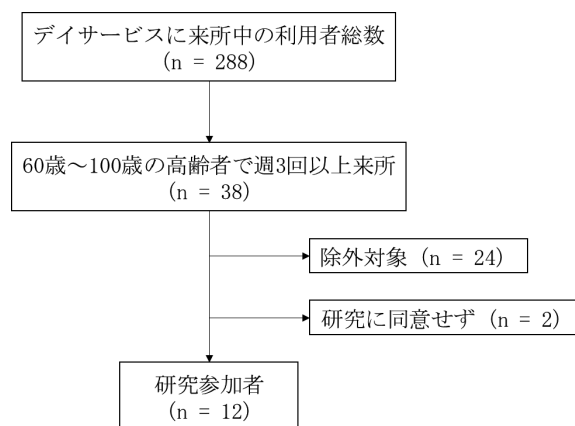 デイサービスに来所中の利用者総数
(n = 288)
60歳～100歳の高齢者で週3回以上来所
(n = 38)
除外対象 (n = 24)
研究に同意せず (n = 2)
研究参加者
(n = 12)